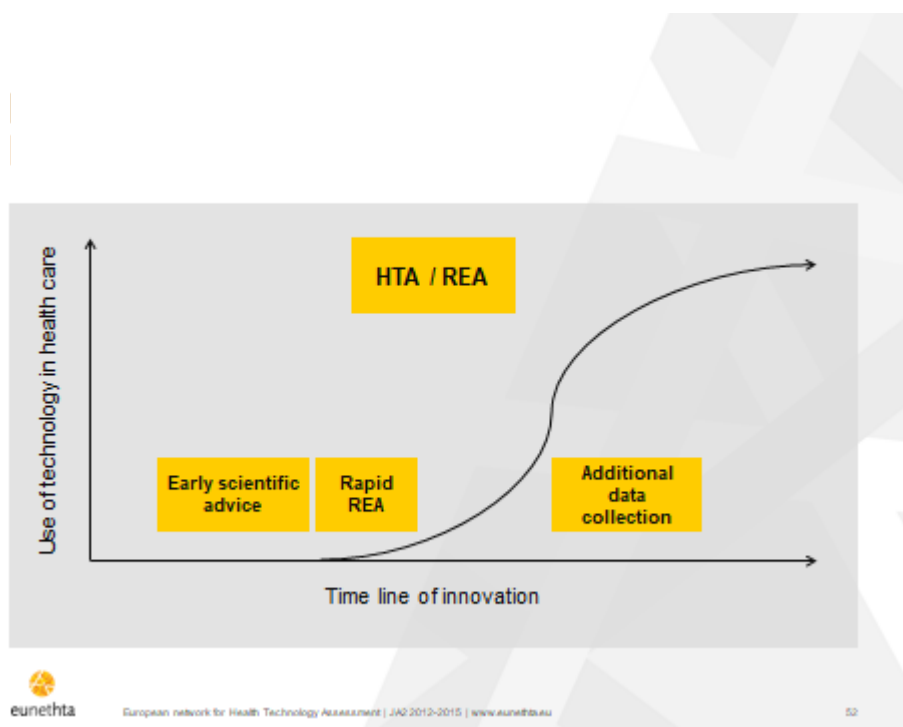 Use of technology in health care
HTA / REA
Early scientific
advice
Rapid
REA
Additional
data
collection
Time line of innovation
eunethta
European network for Health Technology Assessment | JA2 2012-2015 | www.eunethta.eu
52